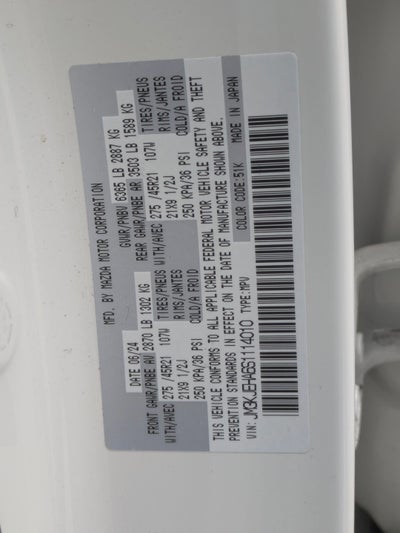 MFD. BY MAZDA MOTOR CORPORATION
DATE 06/24 GVWR/PNBV 6365 LB 2887 KG
FRONT GAWR/PNBE AV 2870 LB 1302 KG REAR GAWR/PNBE AR 3503 LB 1589 KG
WITH/AVEC 275 /45R21 107W TIRES/PNEUS WITH/AVEC 275 /45R21 107W TIRES/PNEUS
21X9 1/2J RIMS/JANTES 21X9 1/2J RIMS/JANTES
250 KPA/36 PSI COLD/A FROID 250 KPA/36 PSI COLD/A FROID
THIS VEHICLE CONFORMS TO ALL APPLICABLE FEDERAL MOTOR VEHICLE SAFETY AND THEFT
PREVENTION STANDARDS IN EFFECT ON THE DATE OF MANUFACTURE SHOWN ABOVE.
VIN: JM3KJEHA6S1114010 TYPE:MPV COLOR:51K MADE IN JAPAN